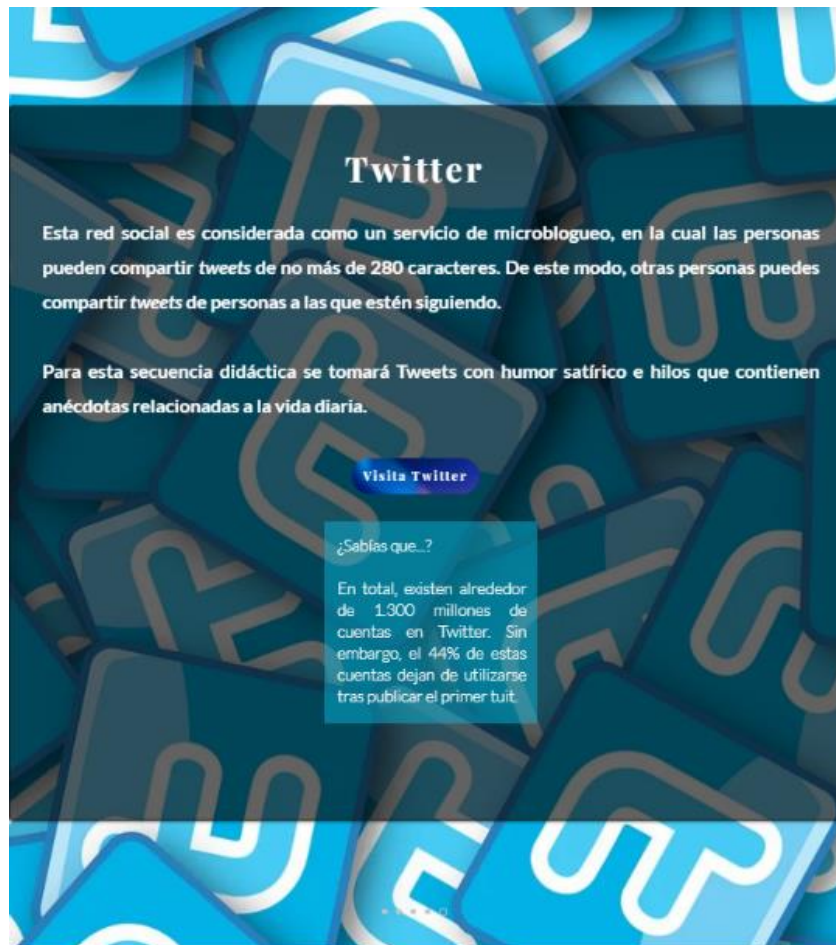 Twitter
Esta red social es considerada como un servicio de microblogueo, en la cual las personas
pueden compartir tweets de no más de 280 caracteres. De este modo, otras personas puedes
compartir tweets de personas a las que estén siguiendo.
Para esta secuencia didáctica se tomará Tweets con humor satírico e hilos que contienen
anécdotas relacionadas a la vida diaria.
Visita Twitter
¿Sabías que...?
En total, existen alrededor
de 1.300 millones de
cuentas en Twitter. Sin
embargo, el 44% de estas
cuentas dejan de utilizarse
tras publicar el primer tuit.